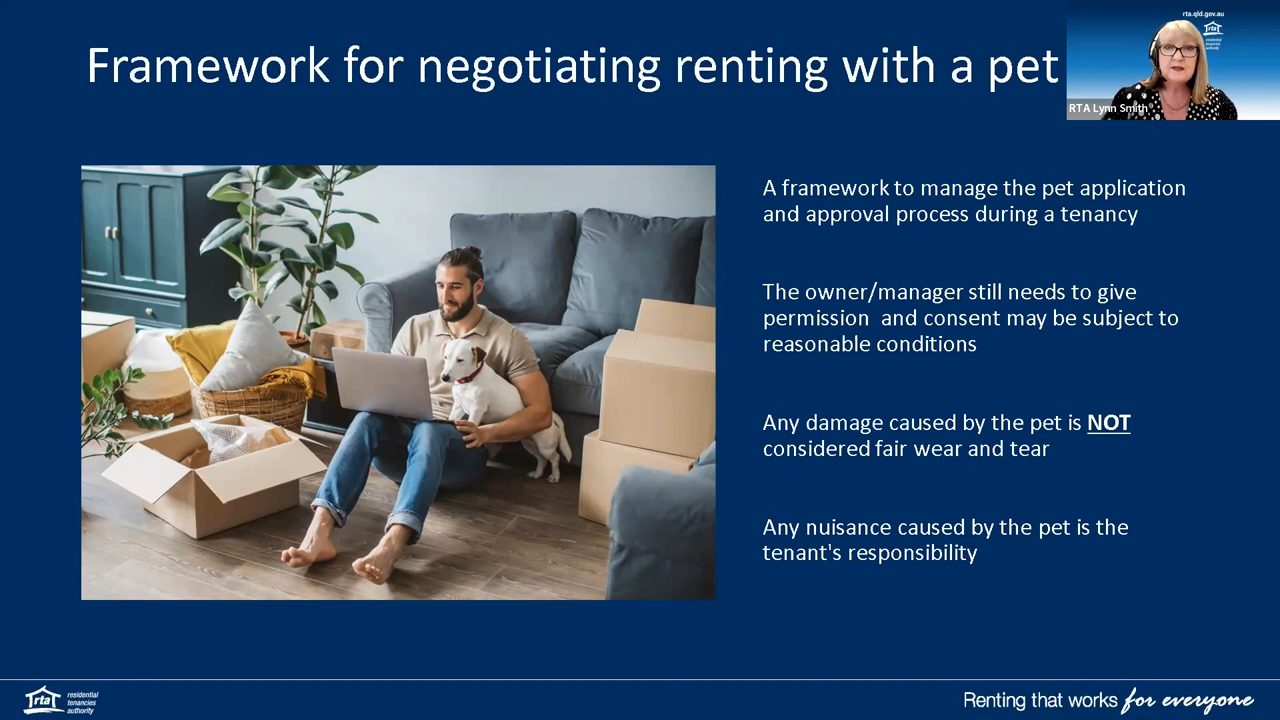 Framework for negotiating renting with a pet
rta.qld.gov.au
rta
residential
tenancies
authority
RTA Lynn Smith
A framework to manage the pet application
and approval process during a tenancy
The owner/manager still needs to give
permission and consent may be subject to
reasonable conditions
Any damage caused by the pet is NOT
considered fair wear and tear
Any nuisance caused by the pet is the
tenant's responsibility
rta
residential
tenancies
authority
Renting that works for everyone